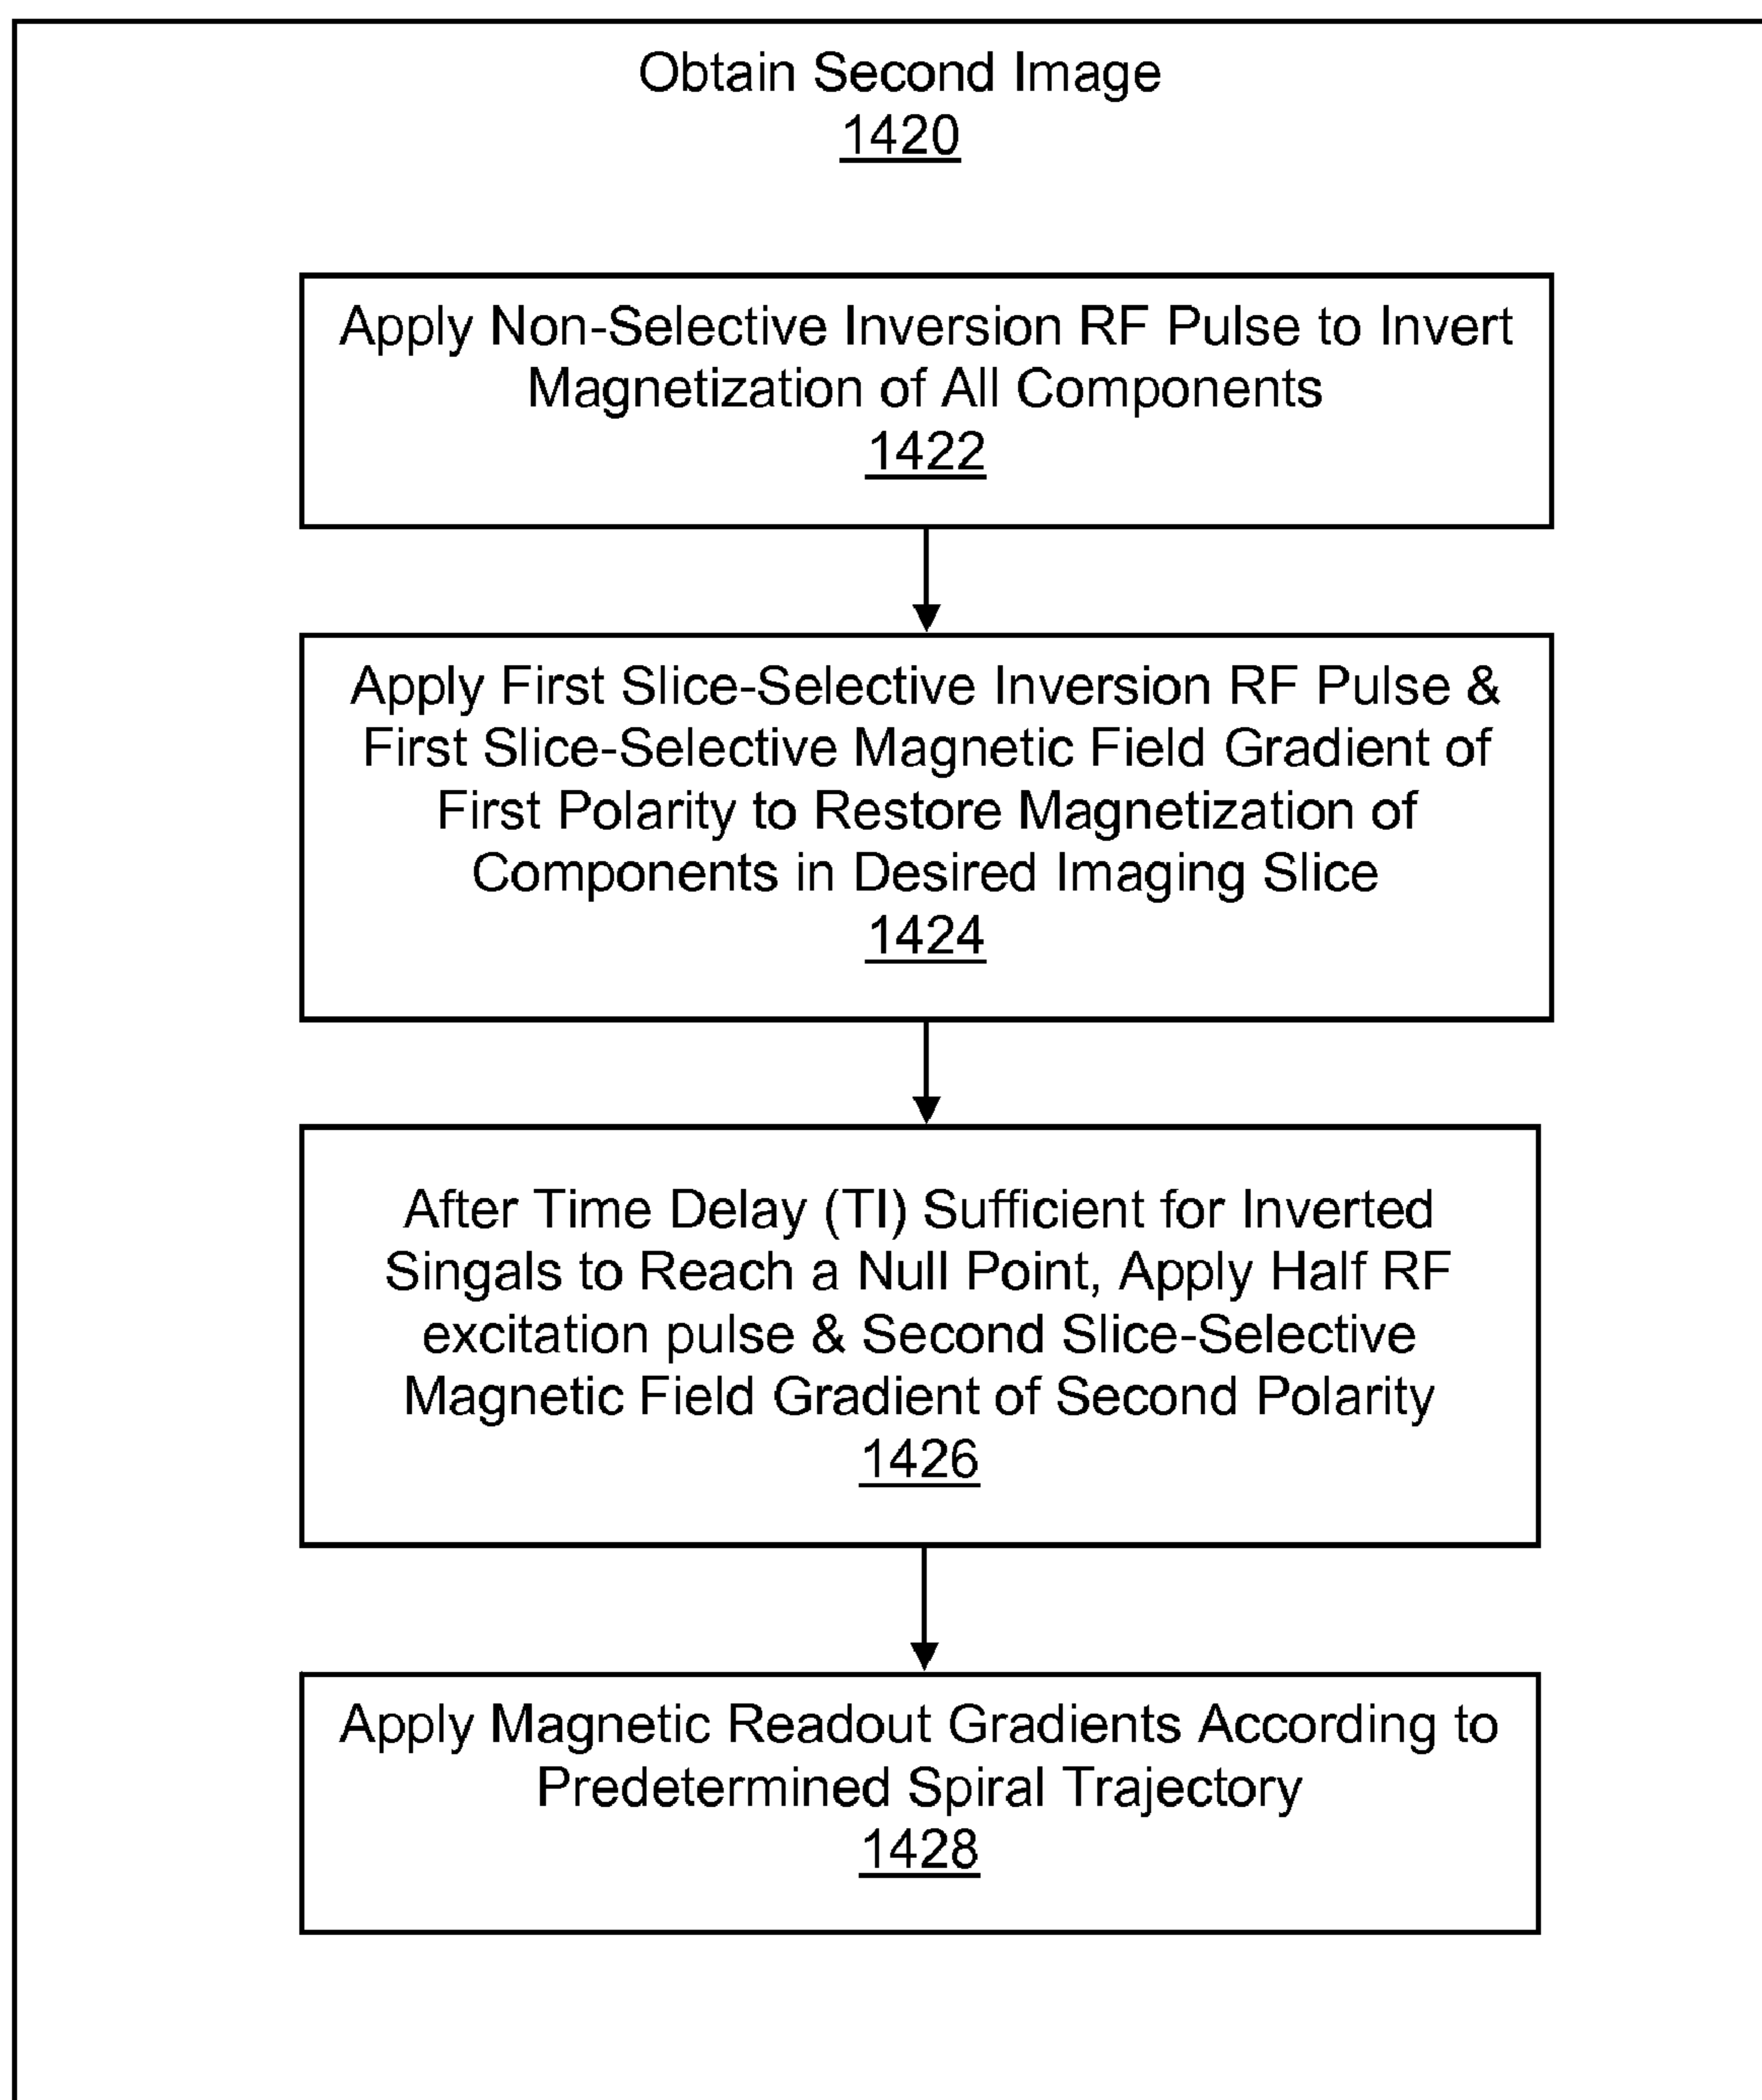 Obtain Second Image
1420
Apply Non-Selective Inversion RF Pulse to Invert
Magnetization of All Components
1422
Apply First Slice-Selective Inversion RF Pulse &
First Slice-Selective Magnetic Field Gradient of
First Polarity to Restore Magnetization of
Components in Desired Imaging Slice
1424
After Time Delay (TI) Sufficient for Inverted
Singals to Reach a Null Point, Apply Half RF
excitation pulse & Second Slice-Selective
Magnetic Field Gradient of Second Polarity
1426
Apply Magnetic Readout Gradients According to
Predetermined Spiral Trajectory
1428